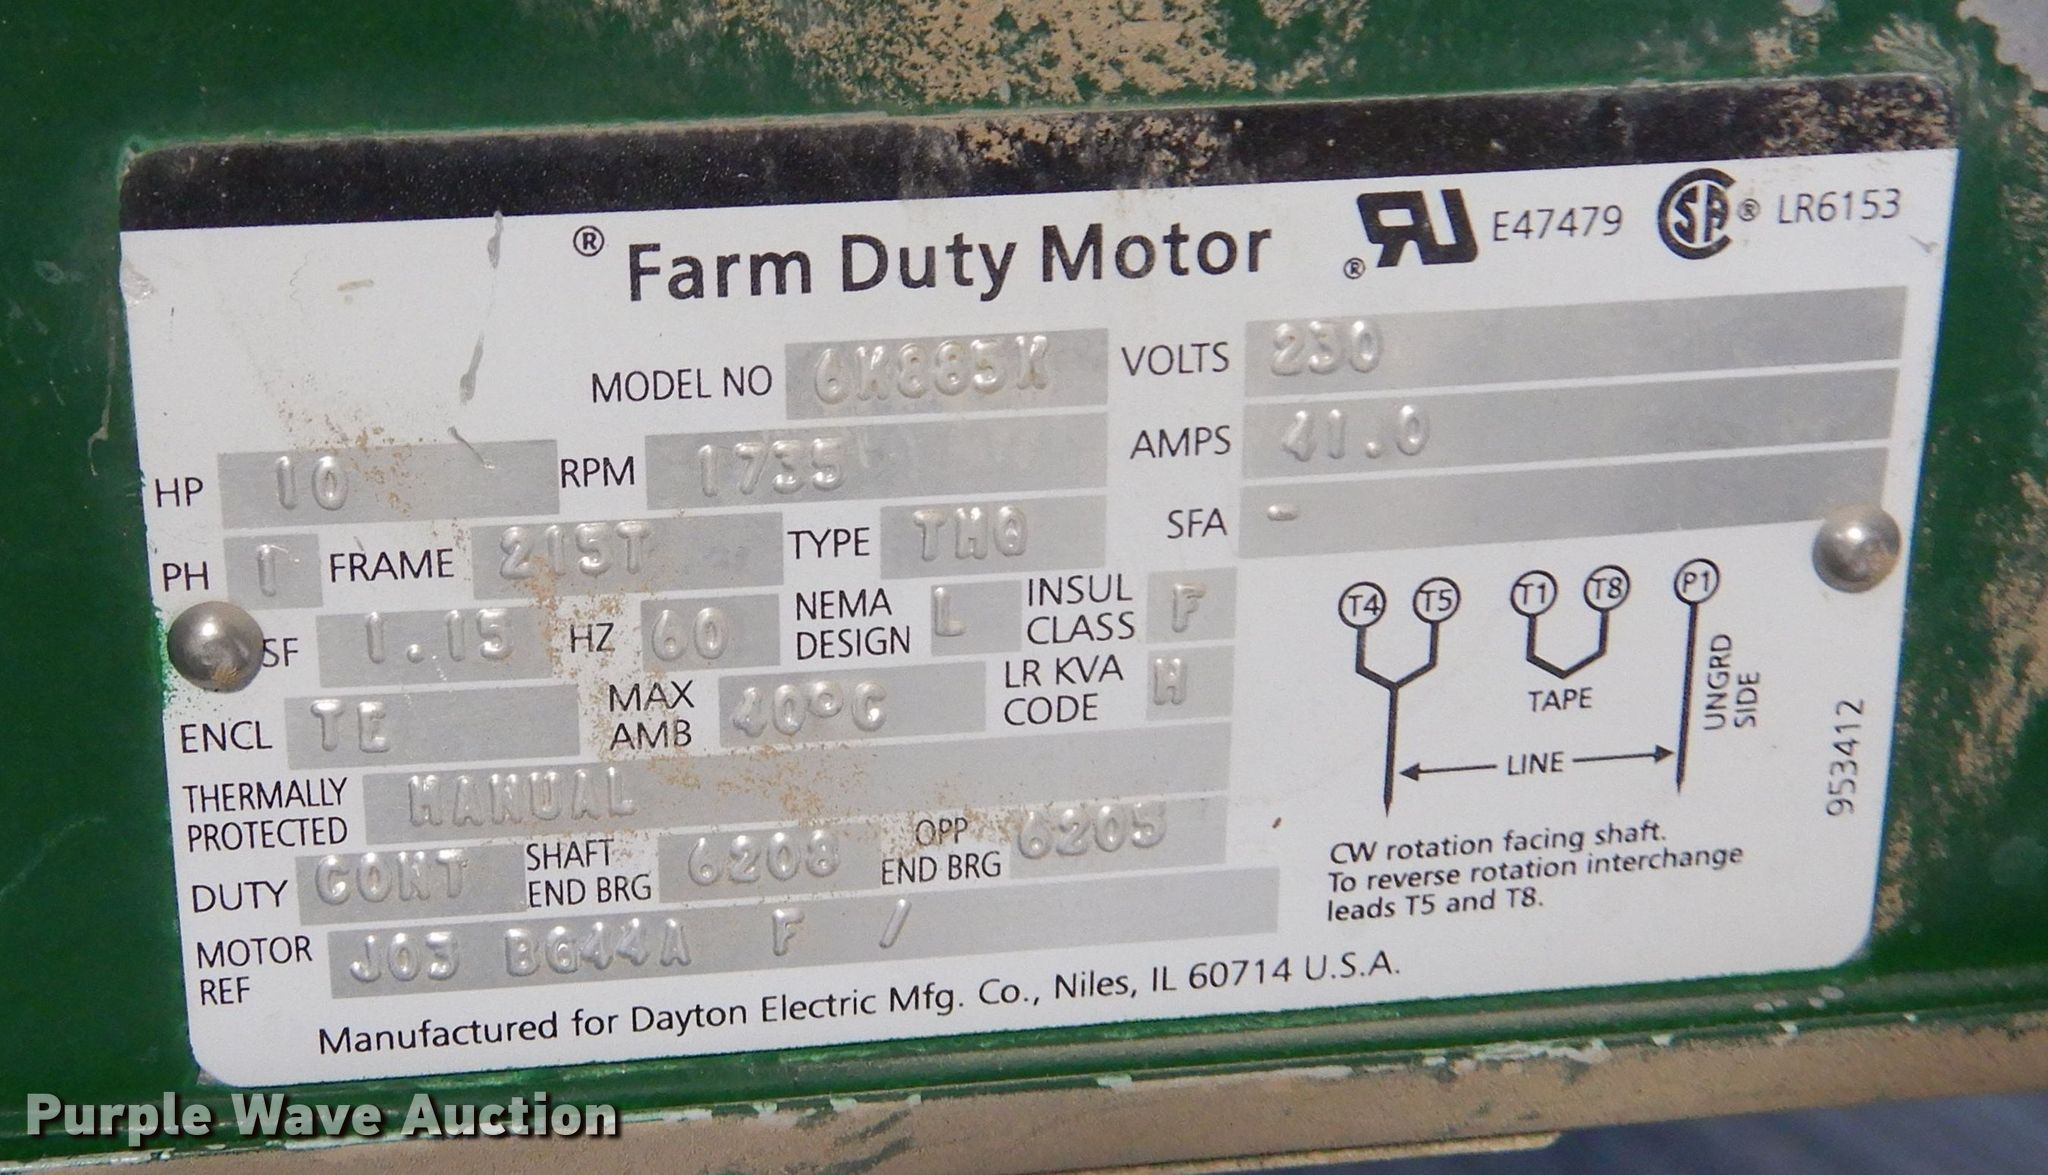 ® Farm Duty Motor ® UR E47479 CSA ® LR6153
MODEL NO 6K885K VOLTS 230
HP 10 RPM 1735 AMPS 41.0
PH 1 FRAME 215T TYPE TMQ SFA -
SF 1.15 HZ 60 NEMA DESIGN L INSUL CLASS F
ENCL TE MAX AMB 40°C LR KVA CODE H
THERMALLY PROTECTED MANUAL
DUTY CONT SHAFT END BRG 6208 OPP END BRG 6205
MOTOR REF J03 BG44A F /
Manufactured for Dayton Electric Mfg. Co., Niles, IL 60714 U.S.A.
T4 T5 T1 T8 P1
TAPE
UNGRD
SIDE
LINE
CW rotation facing shaft.
To reverse rotation interchange
leads T5 and T8.
953412
Purple Wave Auction